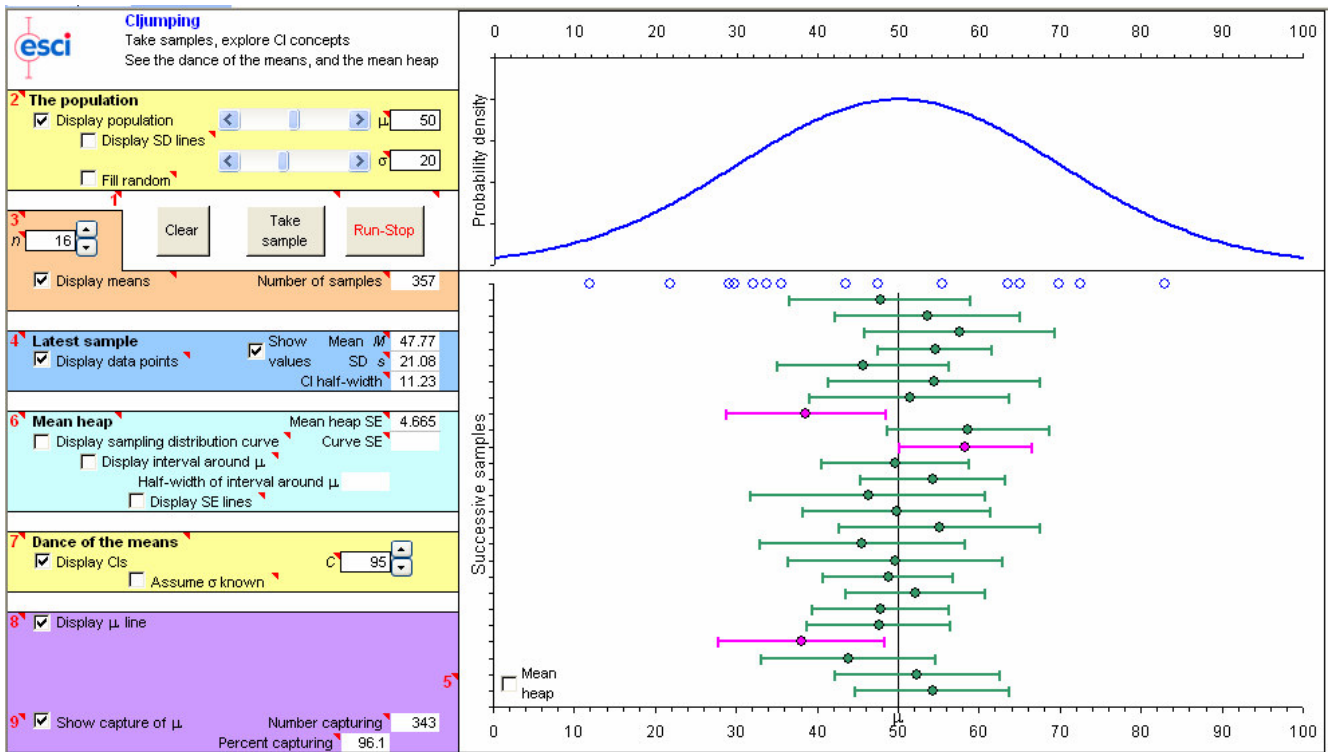 esci
CIjumping
Take samples, explore CI concepts
See the dance of the means, and the mean heap
2 The population
Display population
μ 50
Display SD lines
σ 20
Fill random
1
3
n 16
Clear
Take sample
Run-Stop
Display means
Number of samples 357
4 Latest sample
Show values
Mean M 47.77
Display data points
SD s 21.08
CI half-width 11.23
6 Mean heap
Mean heap SE 4.665
Display sampling distribution curve
Curve SE
Display interval around μ
Half-width of interval around μ
Display SE lines
7 Dance of the means
Display CIs
C 95
Assume σ known
8 Display μ line
5
9 Show capture of μ
Number capturing 343
Percent capturing 96.1
0 10 20 30 40 50 60 70 80 90 100
Probability density
Successive samples
Mean heap
μ
0 10 20 30 40 50 60 70 80 90 100